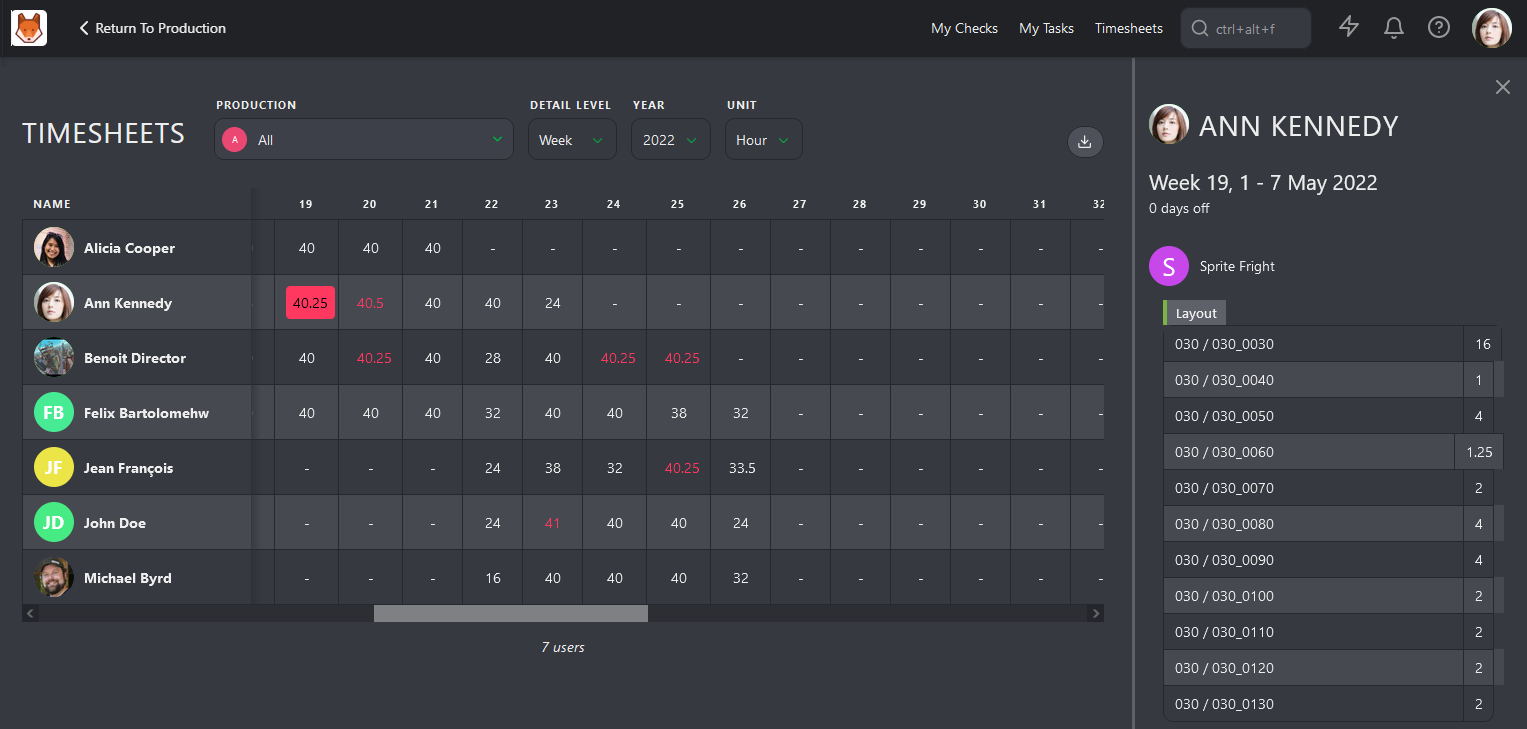 Return To Production
My Checks My Tasks Timesheets ctrl+alt+f
TIMESHEETS
PRODUCTION DETAIL LEVEL YEAR UNIT
A All Week 2022 Hour
NAME 19 20 21 22 23 24 25 26 27 28 29 30 31 32
Alicia Cooper 40 40 40 - - - - - - - - - - -
Ann Kennedy 40.25 40.5 40 40 24 - - - - - - - - -
Benoit Director 40 40.25 40 28 40 40.25 40.25 - - - - - - -
FB Felix Bartolomehw 40 40 40 32 40 40 38 32 - - - - - -
JF Jean François - - - 24 38 32 40.25 33.5 - - - - - -
JD John Doe - - - 24 41 40 40 24 - - - - - -
Michael Byrd - - - 16 40 40 40 32 - - - - - -
7 users
ANN KENNEDY
Week 19, 1 - 7 May 2022
0 days off
S Sprite Fright
Layout
030 / 030_0030 16
030 / 030_0040 1
030 / 030_0050 4
030 / 030_0060 1.25
030 / 030_0070 2
030 / 030_0080 4
030 / 030_0090 4
030 / 030_0100 2
030 / 030_0110 2
030 / 030_0120 2
030 / 030_0130 2